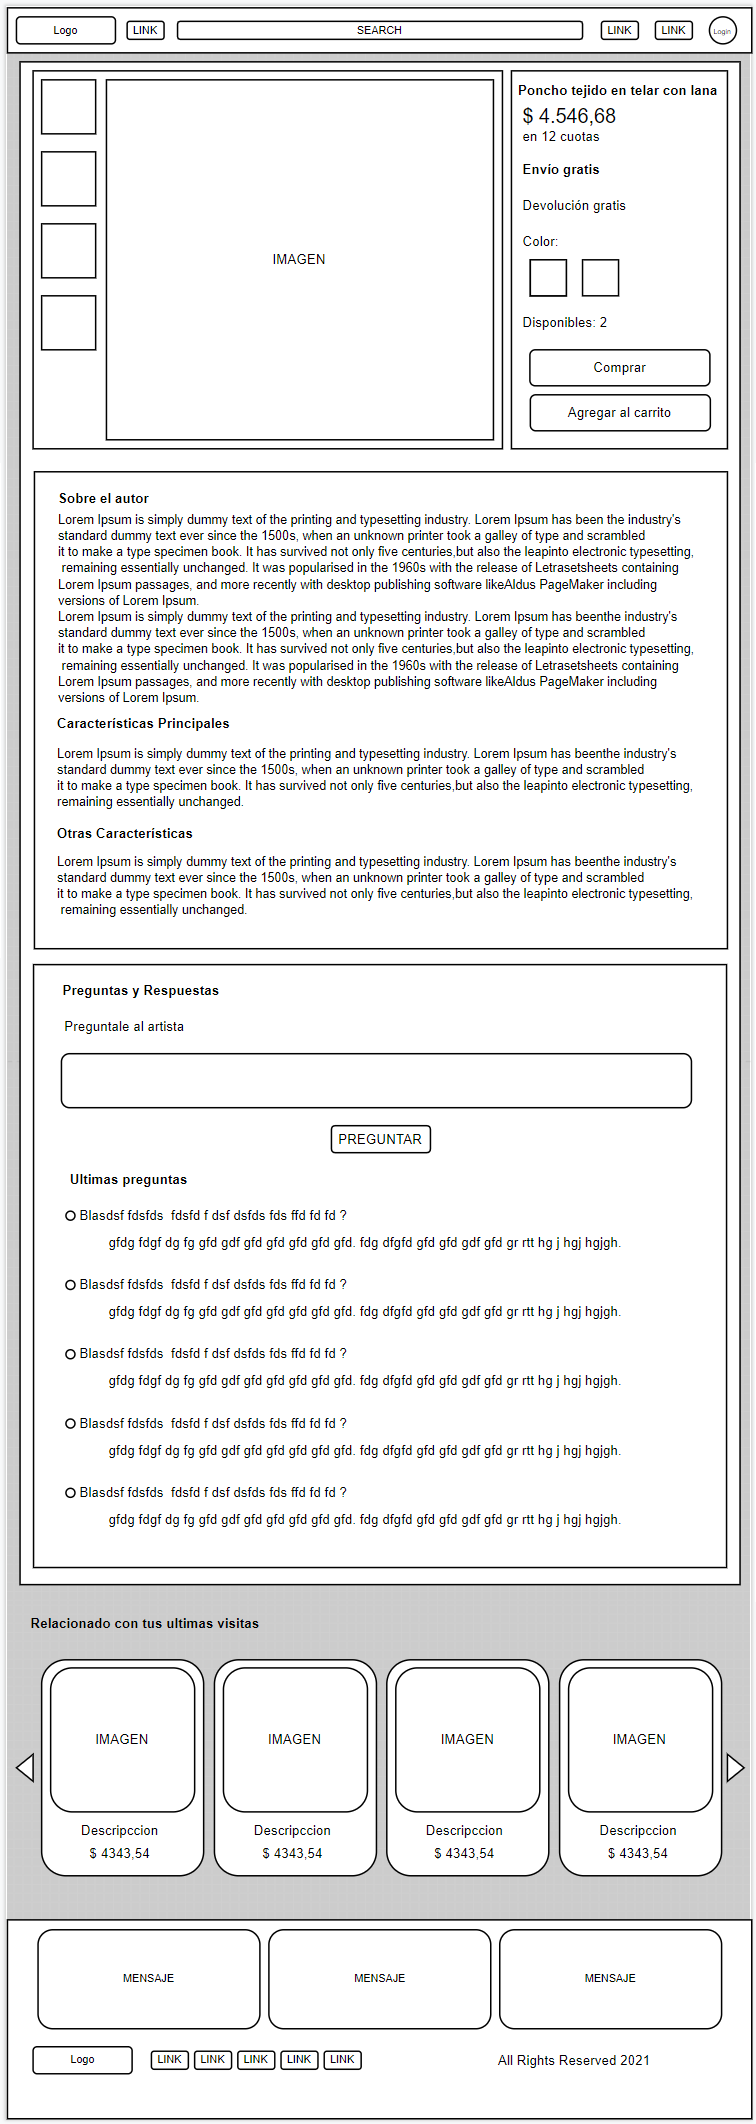 Logo
LINK
SEARCH
LINK
LINK
Login
IMAGEN
Poncho tejido en telar con lana
$ 4.546,68
en 12 cuotas
Envío gratis
Devolución gratis
Color:
Disponibles: 2
Comprar
Agregar al carrito
Sobre el autor
Lorem Ipsum is simply dummy text of the printing and typesetting industry. Lorem Ipsum has been the industry's
standard dummy text ever since the 1500s, when an unknown printer took a galley of type and scrambled
it to make a type specimen book. It has survived not only five centuries,but also the leapinto electronic typesetting,
remaining essentially unchanged. It was popularised in the 1960s with the release of Letrasetsheets containing
Lorem Ipsum passages, and more recently with desktop publishing software likeAldus PageMaker including
versions of Lorem Ipsum.
Lorem Ipsum is simply dummy text of the printing and typesetting industry. Lorem Ipsum has beenthe industry's
standard dummy text ever since the 1500s, when an unknown printer took a galley of type and scrambled
it to make a type specimen book. It has survived not only five centuries,but also the leapinto electronic typesetting,
remaining essentially unchanged. It was popularised in the 1960s with the release of Letrasetsheets containing
Lorem Ipsum passages, and more recently with desktop publishing software likeAldus PageMaker including
versions of Lorem Ipsum.
Características Principales
Lorem Ipsum is simply dummy text of the printing and typesetting industry. Lorem Ipsum has beenthe industry's
standard dummy text ever since the 1500s, when an unknown printer took a galley of type and scrambled
it to make a type specimen book. It has survived not only five centuries,but also the leapinto electronic typesetting,
remaining essentially unchanged.
Otras Características
Lorem Ipsum is simply dummy text of the printing and typesetting industry. Lorem Ipsum has beenthe industry's
standard dummy text ever since the 1500s, when an unknown printer took a galley of type and scrambled
it to make a type specimen book. It has survived not only five centuries,but also the leapinto electronic typesetting,
remaining essentially unchanged.
Preguntas y Respuestas
Preguntale al artista
PREGUNTAR
Ultimas preguntas
Blasdsf fdsfds fdsfd f dsf dsfds fds ffd fd fd ?
gfdg fdgf dg fg gfd gdf gfd gfd gfd gfd gfd. fdg dfgfd gfd gfd gdf gfd gr rtt hg j hgj hgjgh.
Blasdsf fdsfds fdsfd f dsf dsfds fds ffd fd fd ?
gfdg fdgf dg fg gfd gdf gfd gfd gfd gfd gfd. fdg dfgfd gfd gfd gdf gfd gr rtt hg j hgj hgjgh.
Blasdsf fdsfds fdsfd f dsf dsfds fds ffd fd fd ?
gfdg fdgf dg fg gfd gdf gfd gfd gfd gfd gfd. fdg dfgfd gfd gfd gdf gfd gr rtt hg j hgj hgjgh.
Blasdsf fdsfds fdsfd f dsf dsfds fds ffd fd fd ?
gfdg fdgf dg fg gfd gdf gfd gfd gfd gfd gfd. fdg dfgfd gfd gfd gdf gfd gr rtt hg j hgj hgjgh.
Blasdsf fdsfds fdsfd f dsf dsfds fds ffd fd fd ?
gfdg fdgf dg fg gfd gdf gfd gfd gfd gfd gfd. fdg dfgfd gfd gfd gdf gfd gr rtt hg j hgj hgjgh.
Relacionado con tus ultimas visitas
IMAGEN
Descripccion
$ 4343,54
IMAGEN
Descripccion
$ 4343,54
IMAGEN
Descripccion
$ 4343,54
IMAGEN
Descripccion
$ 4343,54
MENSAJE
MENSAJE
MENSAJE
Logo
LINK
LINK
LINK
LINK
LINK
All Rights Reserved 2021